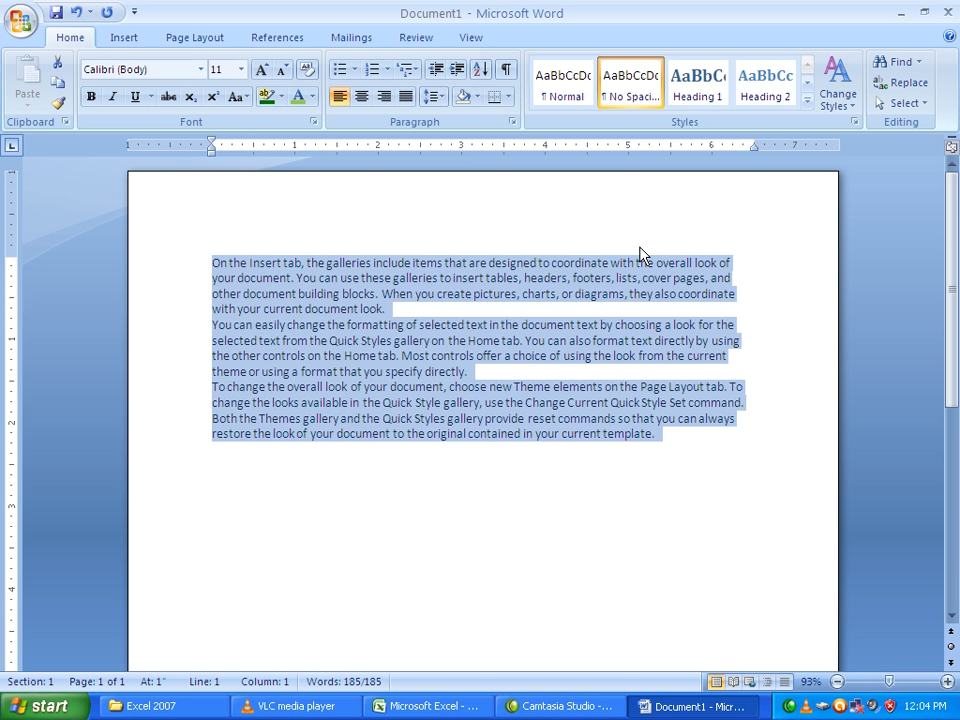 Document1 - Microsoft Word
Home Insert Page Layout References Mailings Review View
Paste
Clipboard
Calibri (Body) 11
B I U abc X₂ X² Aa
Font
Paragraph
AaBbCcDc AaBbCcDc AaBbC AaBbCc
¶ Normal ¶ No Spaci... Heading 1 Heading 2
Change Styles
Styles
Find
Replace
Select
Editing
1 1 2 3 4 5 6 7
On the Insert tab, the galleries include items that are designed to coordinate with the overall look of
your document. You can use these galleries to insert tables, headers, footers, lists, cover pages, and
other document building blocks. When you create pictures, charts, or diagrams, they also coordinate
with your current document look.
You can easily change the formatting of selected text in the document text by choosing a look for the
selected text from the Quick Styles gallery on the Home tab. You can also format text directly by using
the other controls on the Home tab. Most controls offer a choice of using the look from the current
theme or using a format that you specify directly.
To change the overall look of your document, choose new Theme elements on the Page Layout tab. To
change the looks available in the Quick Style gallery, use the Change Current Quick Style Set command.
Both the Themes gallery and the Quick Styles gallery provide reset commands so that you can always
restore the look of your document to the original contained in your current template.
Section: 1 Page: 1 of 1 At: 1" Line: 1 Column: 1 Words: 185/185 93%
start Excel 2007 VLC media player Microsoft Excel - ... Camtasia Studio -... Document1 - Micr... 12:04 PM